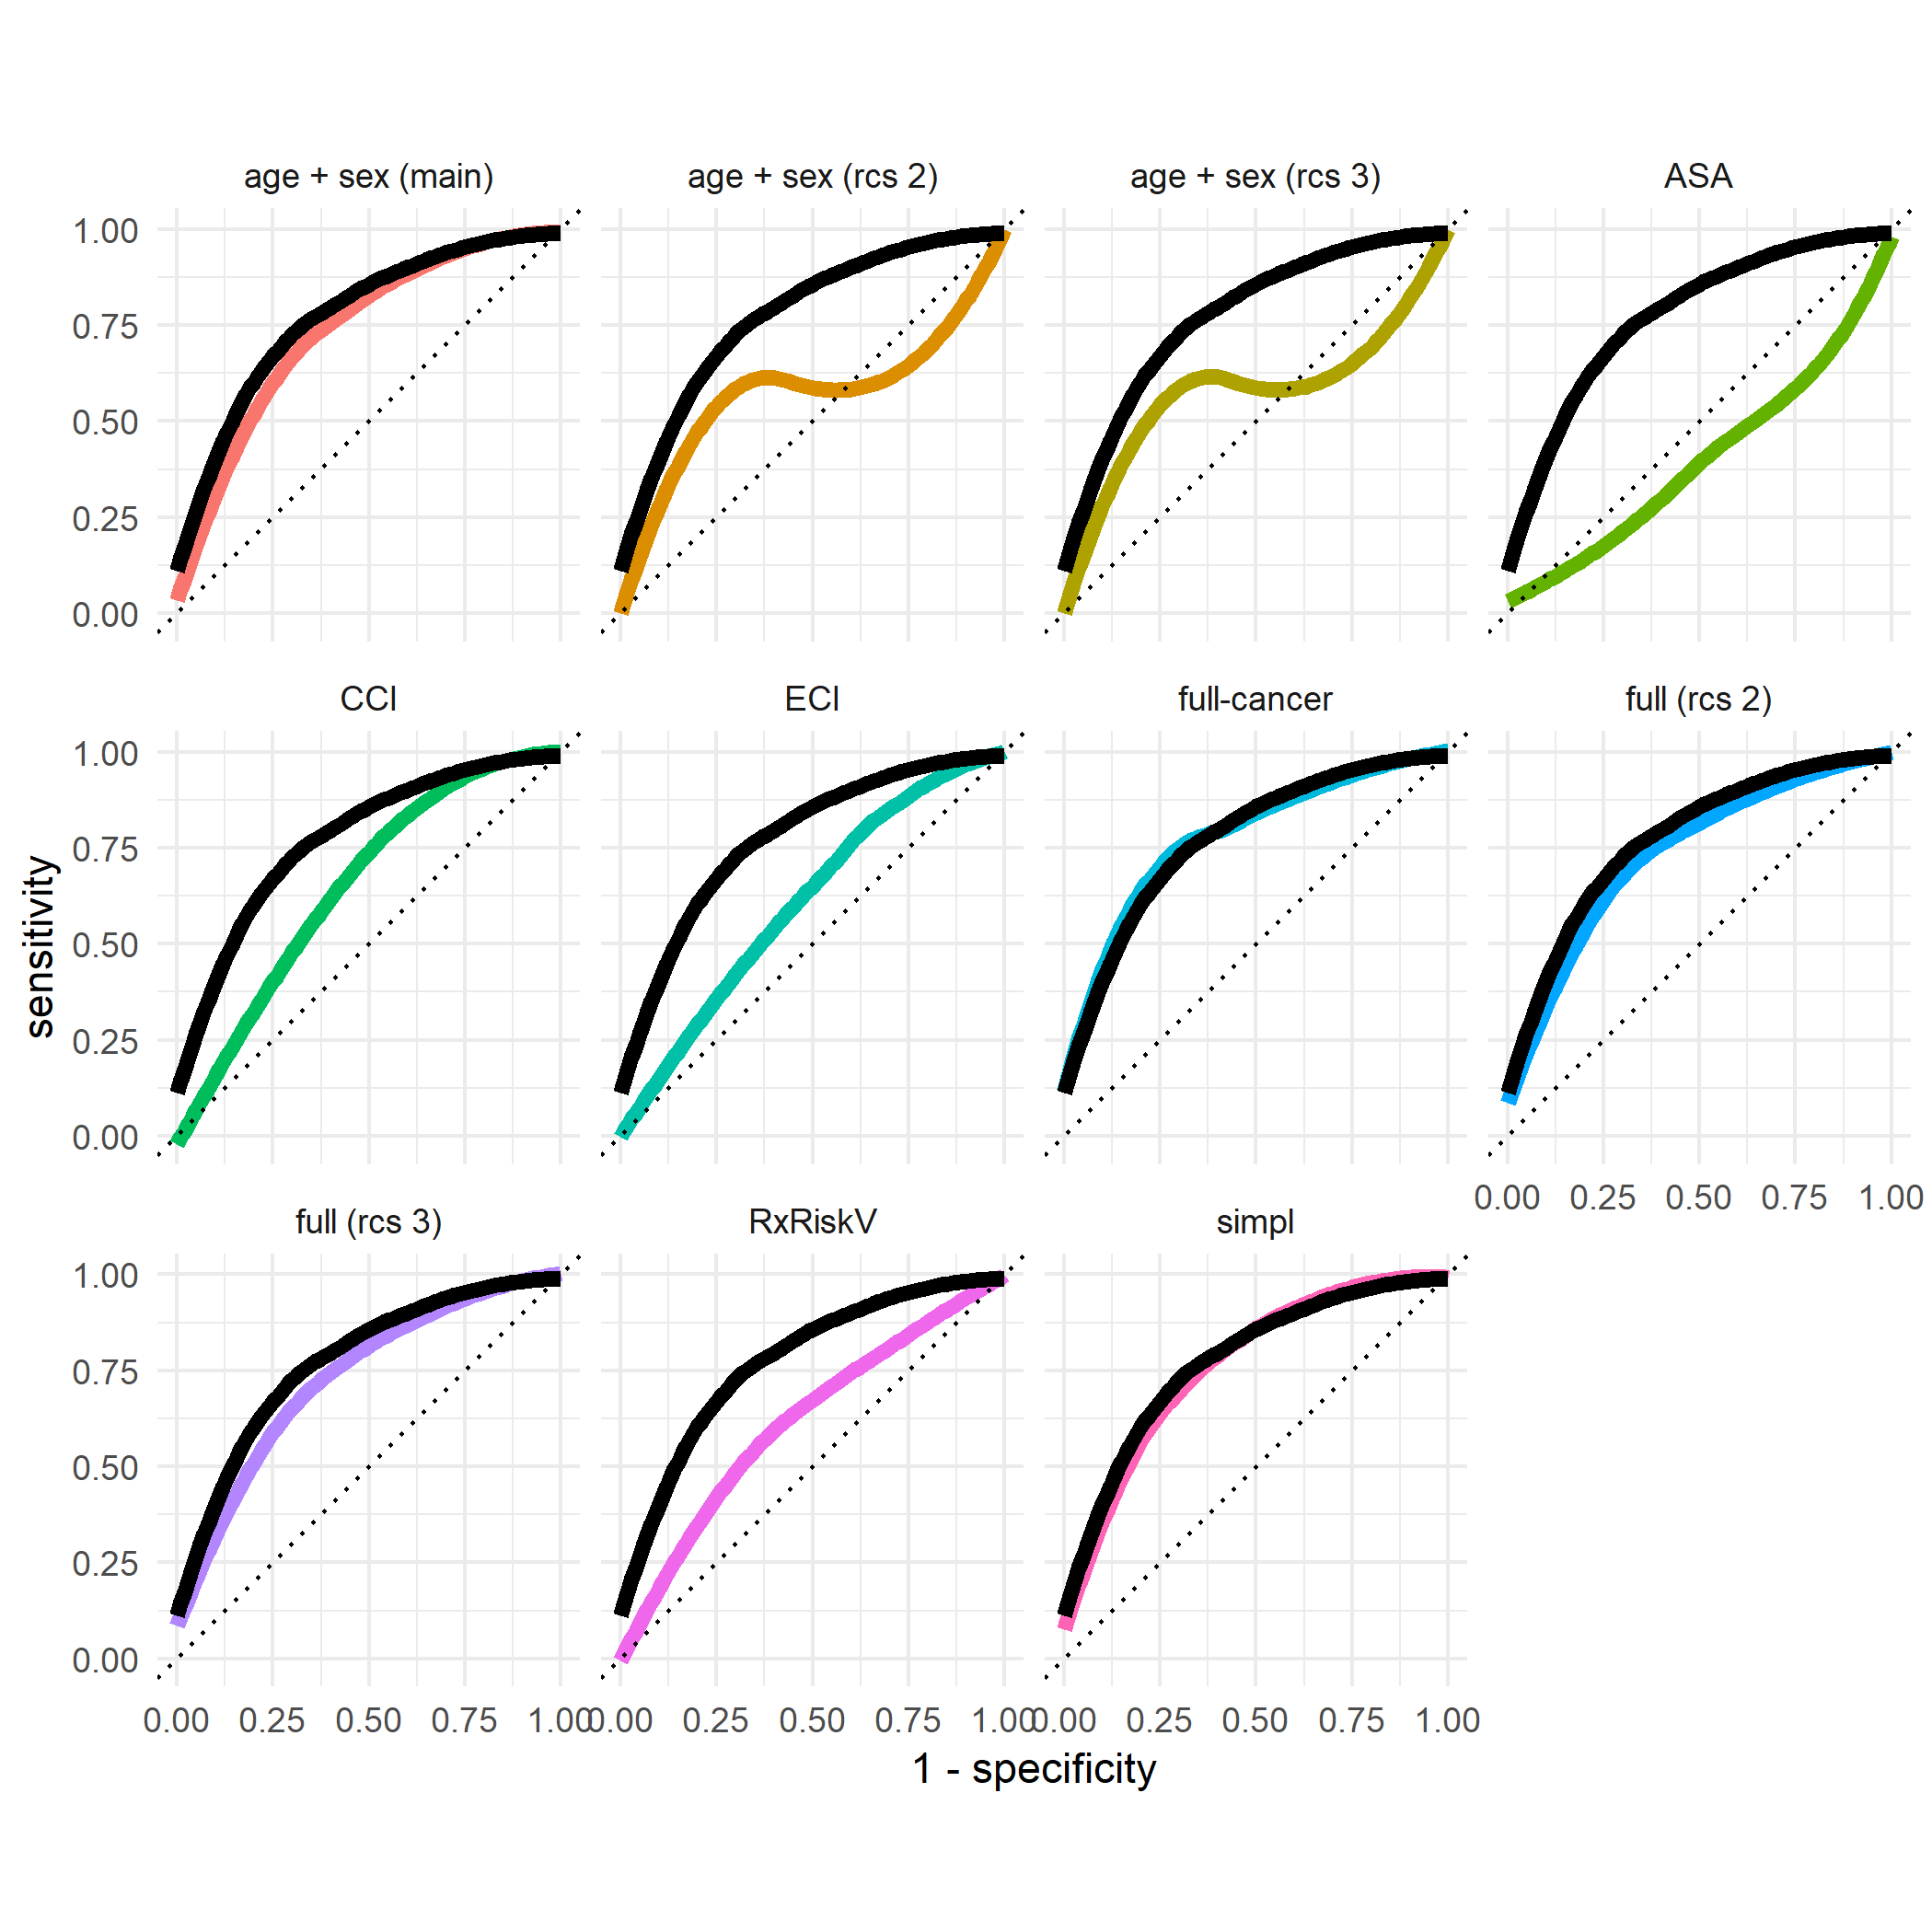 age + sex (main) age + sex (rcs 2) age + sex (rcs 3) ASA
1.00
0.75
0.50
0.25
0.00
CCI ECI full-cancer full (rcs 2)
1.00
0.75
0.50
0.25
0.00
0.00 0.25 0.50 0.75 1.00
full (rcs 3) RxRiskV simpl
1.00
0.75
0.50
0.25
0.00
0.00 0.25 0.50 0.75 1.00 0.00 0.25 0.50 0.75 1.00 0.00 0.25 0.50 0.75 1.00
1 - specificity
sensitivity